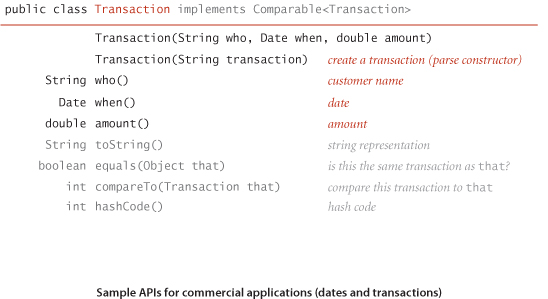 public class Transaction implements Comparable<Transaction>
Transaction(String who, Date when, double amount)
Transaction(String transaction) create a transaction (parse constructor)
String who() customer name
Date when() date
double amount() amount
String toString() string representation
boolean equals(Object that) is this the same transaction as that?
int compareTo(Transaction that) compare this transaction to that
int hashCode() hash code
Sample APIs for commercial applications (dates and transactions)